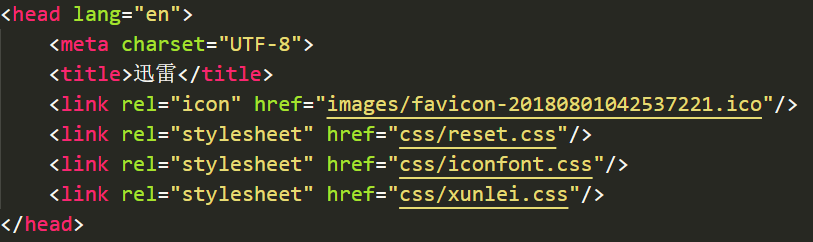 <head lang="en">
<meta charset="UTF-8">
<title>迅雷</title>
<link rel="icon" href="images/favicon-20180801042537221.ico"/>
<link rel="stylesheet" href="css/reset.css"/>
<link rel="stylesheet" href="css/iconfont.css"/>
<link rel="stylesheet" href="css/xunlei.css"/>
</head>